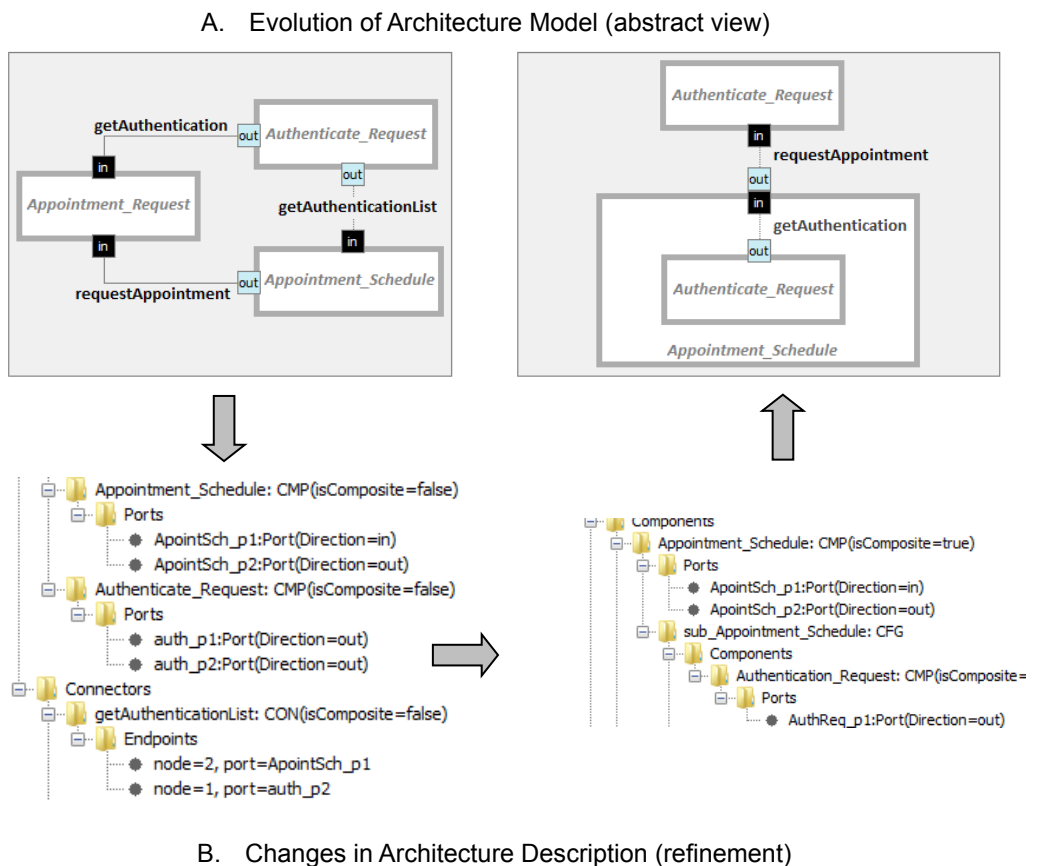 A. Evolution of Architecture Model (abstract view)
getAuthentication
out
Authenticate_Request
in
out
Appointment_Request
getAuthenticationList
in
in
out
Appointment_Schedule
requestAppointment
Authenticate_Request
in
requestAppointment
out
in
getAuthentication
out
Authenticate_Request
Appointment_Schedule
Appointment_Schedule: CMP(isComposite=false)
Ports
ApointSch_p1:Port(Direction=in)
ApointSch_p2:Port(Direction=out)
Authenticate_Request: CMP(isComposite=false)
Ports
auth_p1:Port(Direction=out)
auth_p2:Port(Direction=out)
Connectors
getAuthenticationList: CON(isComposite=false)
Endpoints
node=2, port=ApointSch_p1
node=1, port=auth_p2
Components
Appointment_Schedule: CMP(isComposite=true)
Ports
ApointSch_p1:Port(Direction=in)
ApointSch_p2:Port(Direction=out)
sub_Appointment_Schedule: CFG
Components
Authentication_Request: CMP(isComposite=
Ports
AuthReq_p1:Port(Direction=out)
B. Changes in Architecture Description (refinement)